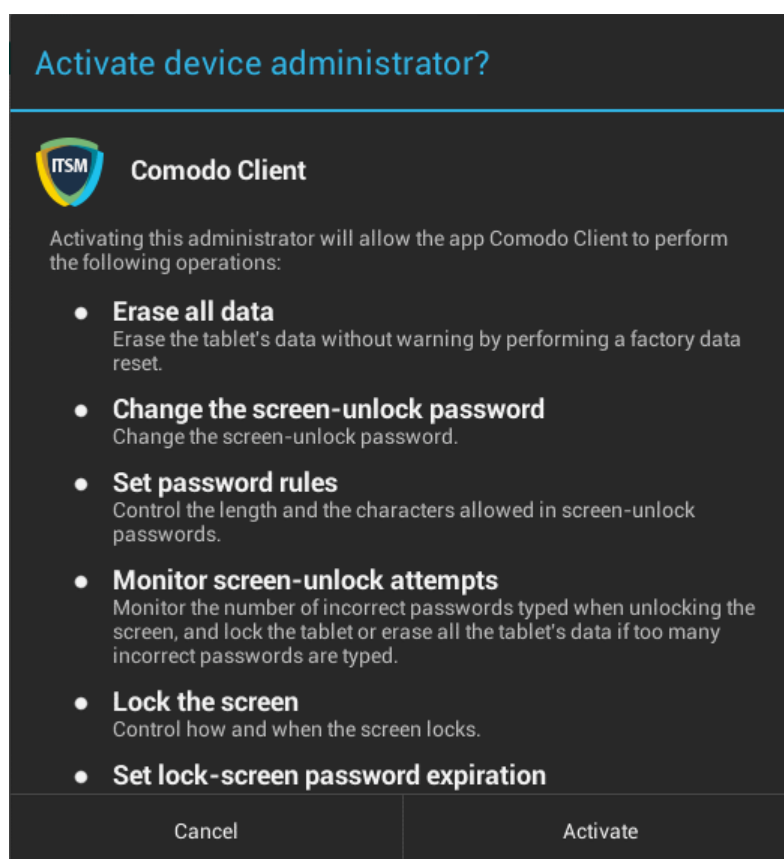 Activate device administrator?
ITSM
Comodo Client
Activating this administrator will allow the app Comodo Client to perform
the following operations:
● Erase all data
Erase the tablet's data without warning by performing a factory data
reset.
● Change the screen-unlock password
Change the screen-unlock password.
● Set password rules
Control the length and the characters allowed in screen-unlock
passwords.
● Monitor screen-unlock attempts
Monitor the number of incorrect passwords typed when unlocking the
screen, and lock the tablet or erase all the tablet's data if too many
incorrect passwords are typed.
● Lock the screen
Control how and when the screen locks.
● Set lock-screen password expiration
Cancel
Activate